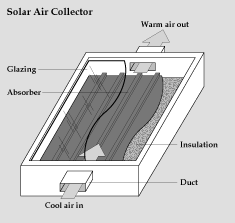 Solar Air Collector
Warm air out
Glazing
Absorber
Insulation
Duct
Cool air in